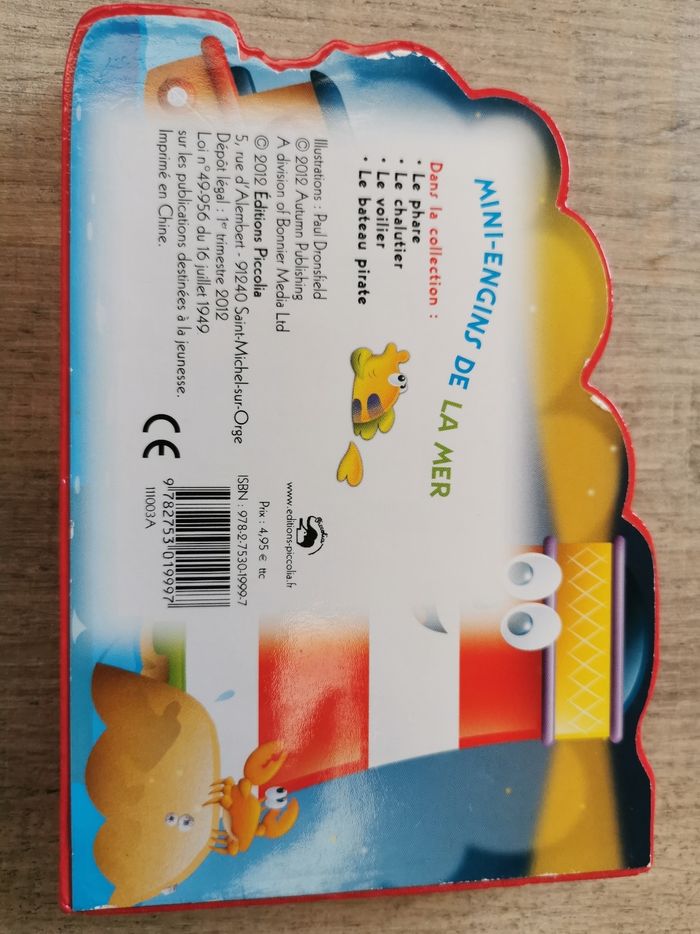 MINI-ENGINS DE LA MER
Dans la collection :
• Le phare
• Le chalutier
• Le voilier
• Le bateau pirate
Illustrations : Paul Dronsfield
© 2012 Autumn Publishing
A division of Bonnier Media Ltd
© 2012 Éditions Piccolia
5, rue d'Alembert - 91240 Saint-Michel-sur-Orge
Dépôt légal : 1er trimestre 2012
Loi n°49-956 du 16 juillet 1949
sur les publications destinées à la jeunesse.
Imprimé en Chine.
CE
Piccolia
www.editions-piccolia.fr
Prix : 4,95 € ttc
ISBN : 978-2-7530-1999-7
9 782753 019997
111003A